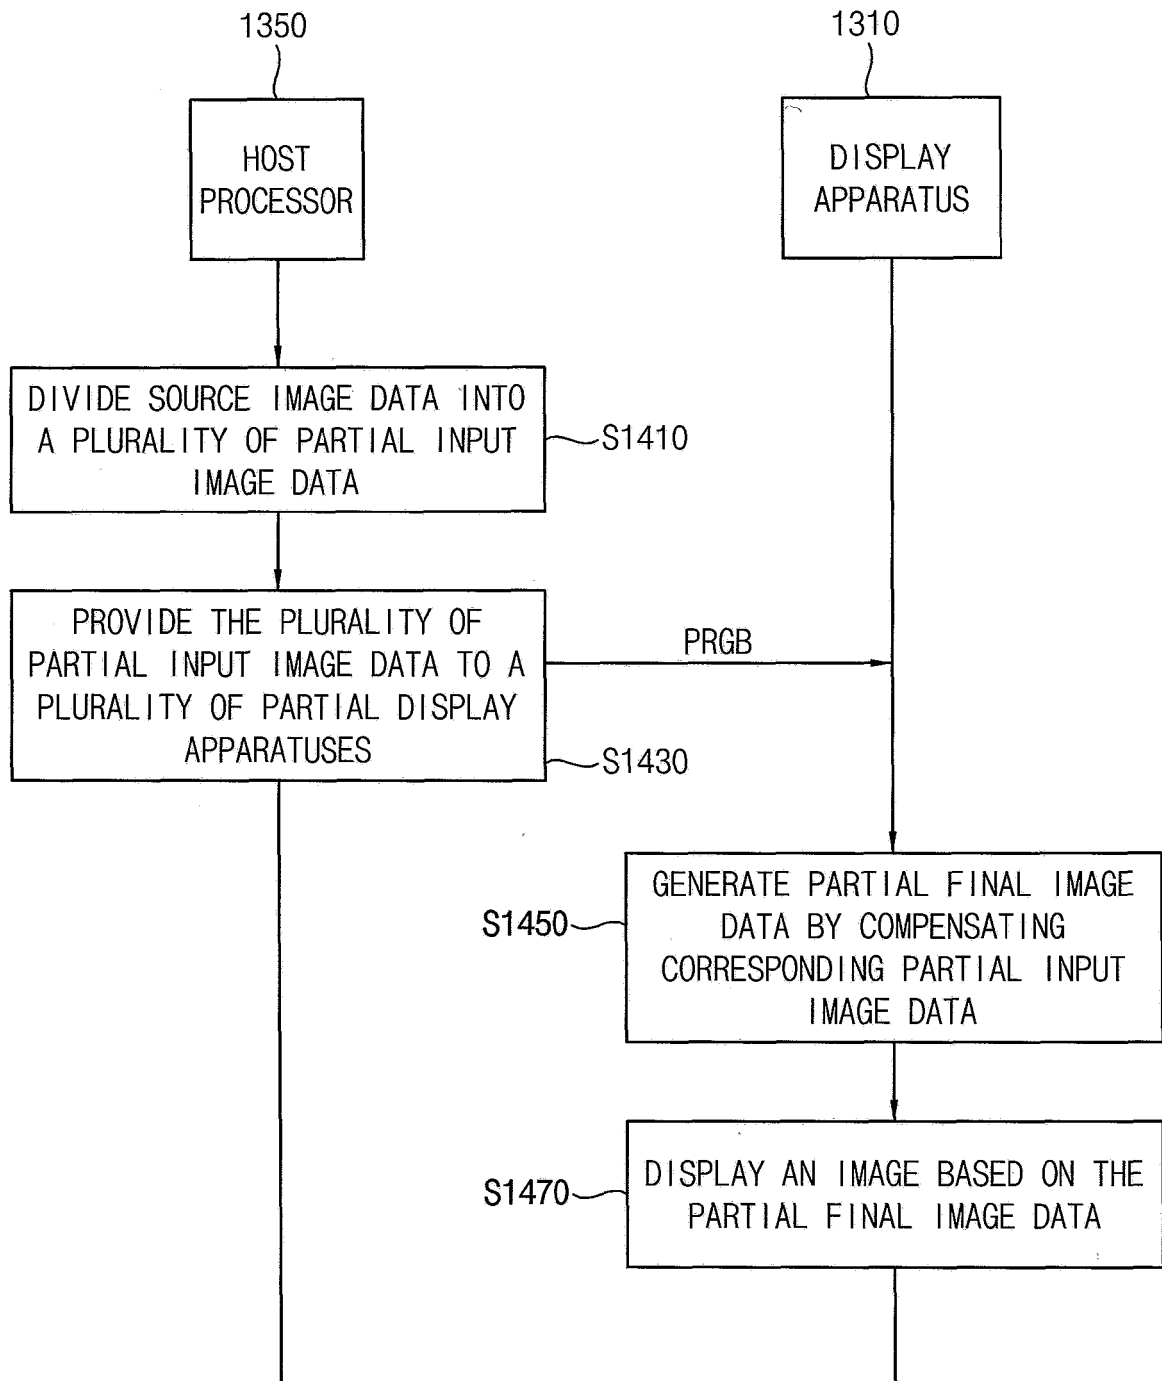 1350
1310
HOST
PROCESSOR
DISPLAY
APPARATUS
DIVIDE SOURCE IMAGE DATA INTO
A PLURALITY OF PARTIAL INPUT
IMAGE DATA
S1410
PROVIDE THE PLURALITY OF
PARTIAL INPUT IMAGE DATA TO A
PLURALITY OF PARTIAL DISPLAY
APPARATUSES
S1430
PRGB
GENERATE PARTIAL FINAL IMAGE
DATA BY COMPENSATING
CORRESPONDING PARTIAL INPUT
IMAGE DATA
S1450
DISPLAY AN IMAGE BASED ON THE
PARTIAL FINAL IMAGE DATA
S1470